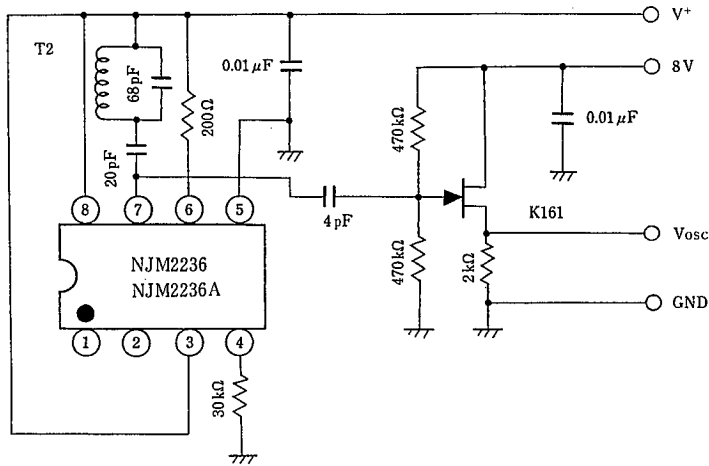 V⁺
T2
68pF
0.01μF
8V
200Ω
470kΩ
0.01μF
20pF
8
7
6
5
4pF
K161
Vosc
NJM2236
NJM2236A
470kΩ
2kΩ
GND
1
2
3
4
30kΩ